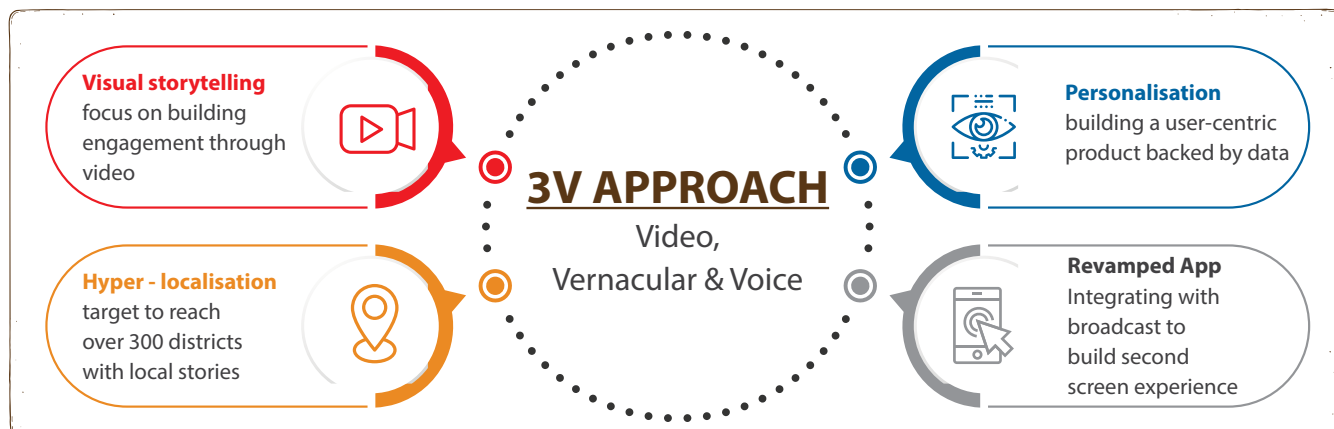 Visual storytelling
focus on building
engagement through
video
Hyper - localisation
target to reach
over 300 districts
with local stories
3V APPROACH
Video,
Vernacular & Voice
Personalisation
building a user-centric
product backed by data
Revamped App
Integrating with
broadcast to
build second
screen experience